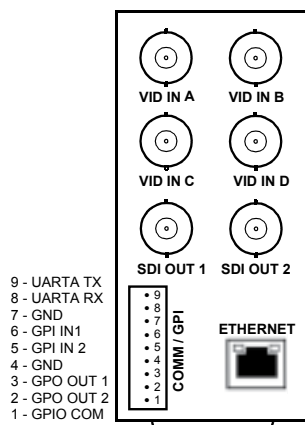 VID IN A VID IN B
VID IN C VID IN D
SDI OUT 1 SDI OUT 2
9 - UARTA TX
8 - UARTA RX
7 - GND
6 - GPI IN1
5 - GPI IN 2
4 - GND
3 - GPO OUT 1
2 - GPO OUT 2
1 - GPIO COM
9
8
7
6
5
4
3
2
1
COMM / GPI
ETHERNET